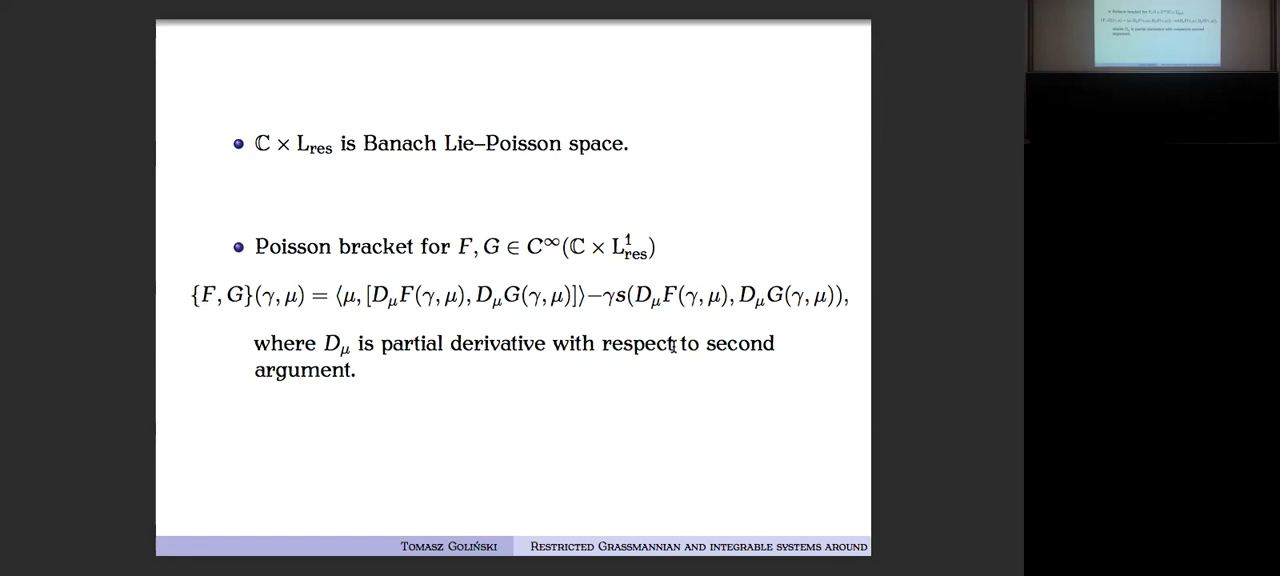 ℂ × L_res is Banach Lie–Poisson space.
Poisson bracket for F, G ∈ C^∞(ℂ × L^1_res)
{F, G}(γ, μ) = ⟨μ, [D_μF(γ, μ), D_μG(γ, μ)]⟩−γs(D_μF(γ, μ), D_μG(γ, μ)),
where D_μ is partial derivative with respect to second
argument.
Tomasz Goliński Restricted Grassmannian and integrable systems around